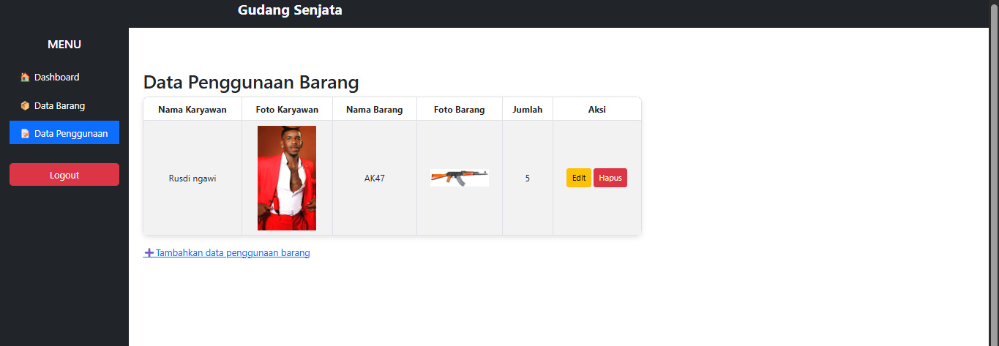 Gudang Senjata
MENU
Dashboard
Data Barang
Data Penggunaan
Logout
Data Penggunaan Barang
Nama Karyawan Foto Karyawan Nama Barang Foto Barang Jumlah Aksi
Rusdi ngawi AK47 5 Edit Hapus
Tambahkan data penggunaan barang